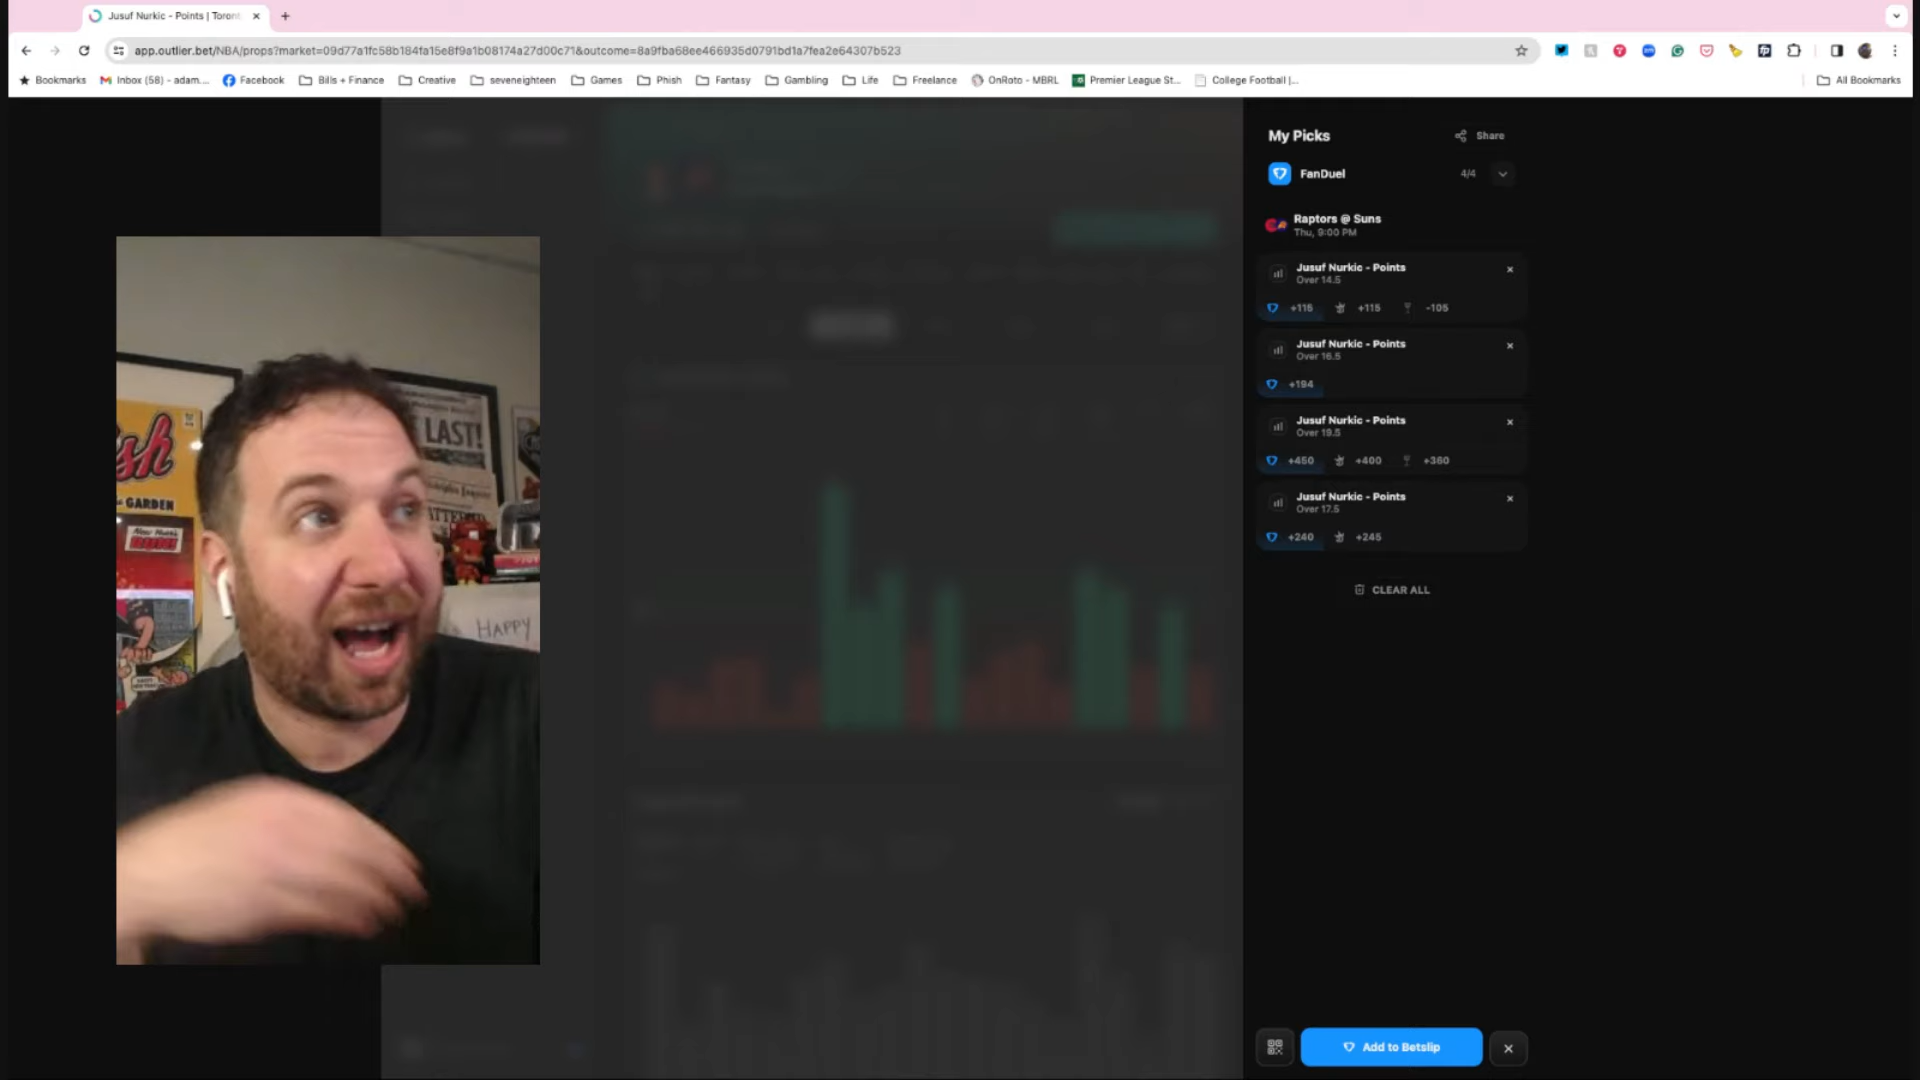 Jusuf Nurkic - Points | Toront
app.outlier.bet/NBA/props?market=09d77a1fc58b184fa15e8f9a1b08174a27d00c71&outcome=8a9fba68ee466935d0791bd1a7fea2e64307b523
Bookmarks
Inbox (58) - adam....
Facebook
Bills + Finance
Creative
seveneighteen
Games
Phish
Fantasy
Gambling
Life
Freelance
OnRoto - MBRL
Premier League St...
College Football |...
All Bookmarks
My Picks
Share
FanDuel
4/4
Raptors @ Suns
Thu, 9:00 PM
Jusuf Nurkic - Points
Over 14.5
+115 +115 -105
Jusuf Nurkic - Points
Over 16.5
+194
Jusuf Nurkic - Points
Over 19.5
+450 +400 +360
Jusuf Nurkic - Points
Over 17.5
+240 +245
CLEAR ALL
Add to Betslip
LAST!
GARDEN
HAPPY